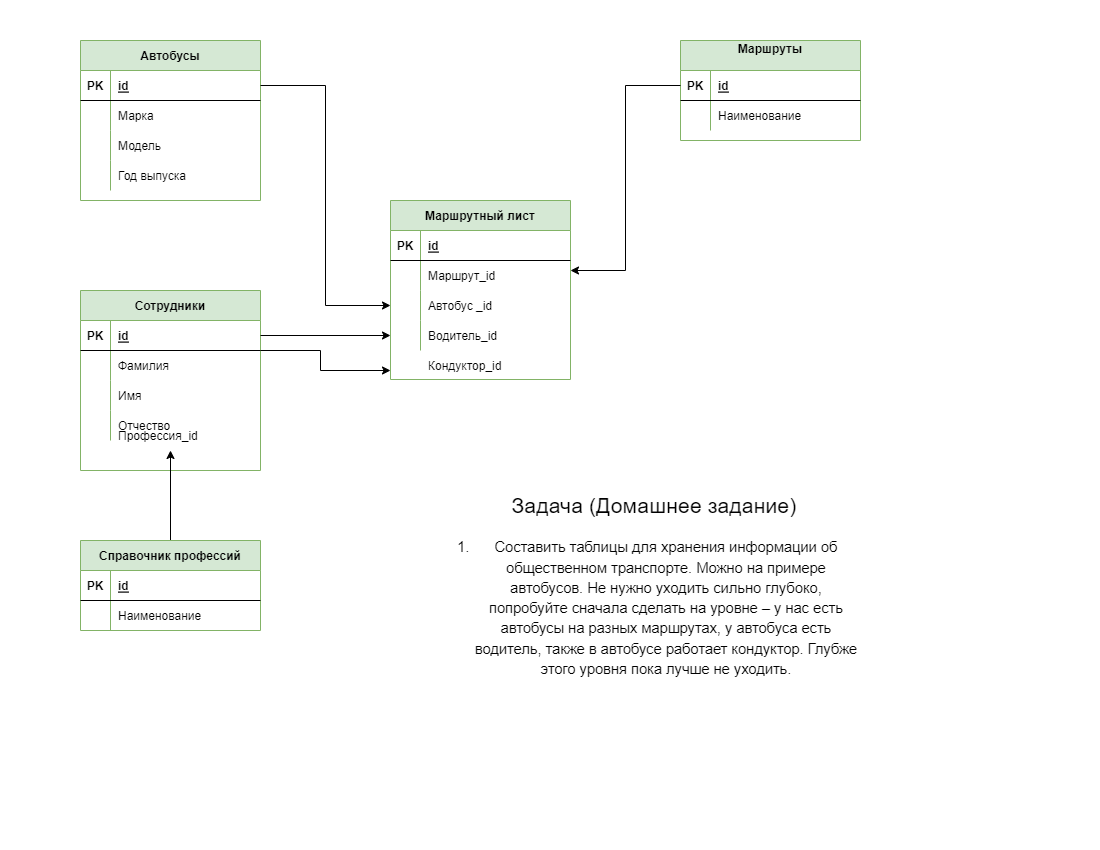 Автобусы
PK id
Марка
Модель
Год выпуска
Маршруты
PK id
Наименование
Маршрутный лист
PK id
Маршрут_id
Автобус _id
Водитель_id
Кондуктор_id
Сотрудники
PK id
Фамилия
Имя
Отчество
Профессия_id
Справочник профессий
PK id
Наименование
Задача (Домашнее задание)
1. Составить таблицы для хранения информации об
общественном транспорте. Можно на примере
автобусов. Не нужно уходить сильно глубоко,
попробуйте сначала сделать на уровне – у нас есть
автобусы на разных маршрутах, у автобуса есть
водитель, также в автобусе работает кондуктор. Глубже
этого уровня пока лучше не уходить.